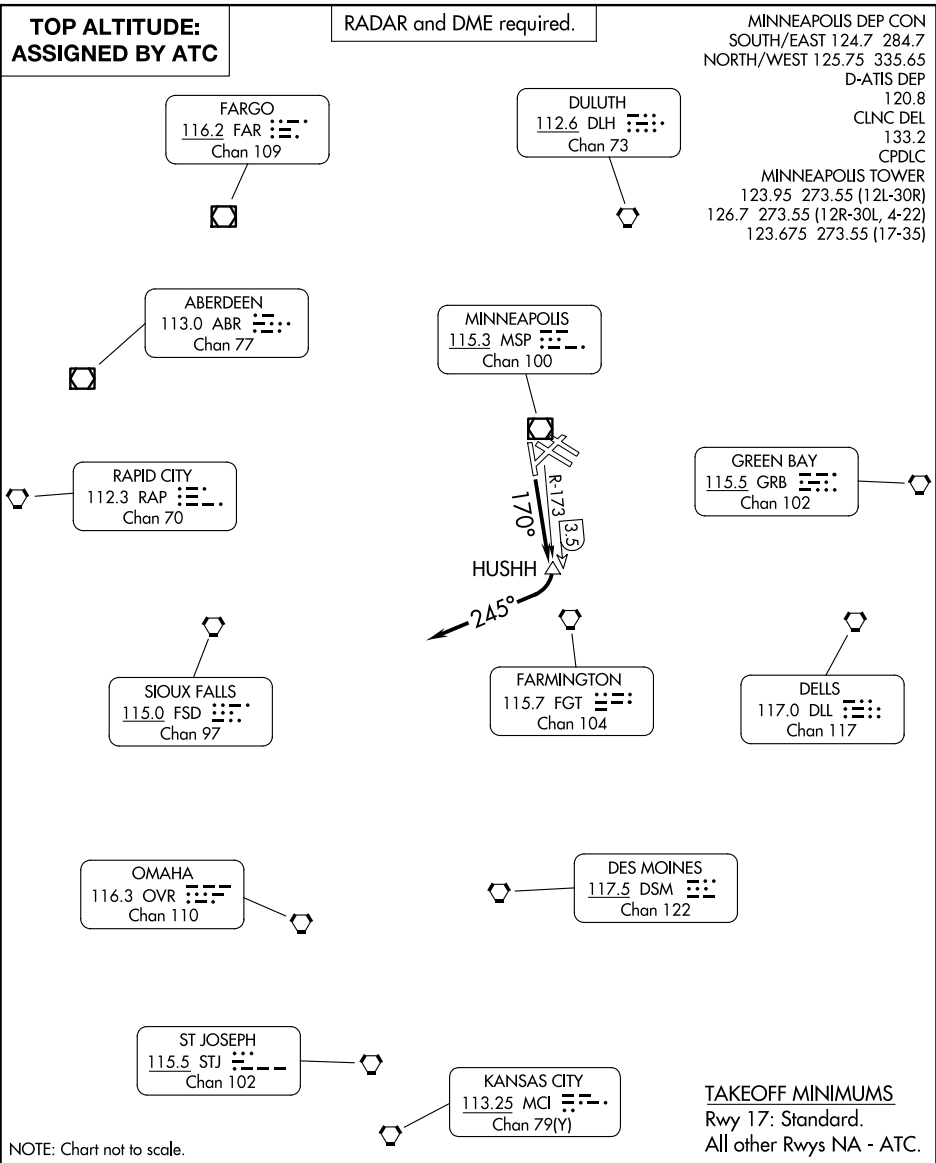 TOP ALTITUDE:
ASSIGNED BY ATC
RADAR and DME required.
MINNEAPOLIS DEP CON
SOUTH/EAST 124.7 284.7
NORTH/WEST 125.75 335.65
D-ATIS DEP
120.8
CLNC DEL
133.2
CPDLC
MINNEAPOLIS TOWER
123.95 273.55 (12L-30R)
126.7 273.55 (12R-30L, 4-22)
123.675 273.55 (17-35)
FARGO
116.2 FAR
Chan 109
DULUTH
112.6 DLH
Chan 73
ABERDEEN
113.0 ABR
Chan 77
MINNEAPOLIS
115.3 MSP
Chan 100
RAPID CITY
112.3 RAP
Chan 70
GREEN BAY
115.5 GRB
Chan 102
R-173
3.5
170°
HUSHH
245°
SIOUX FALLS
115.0 FSD
Chan 97
FARMINGTON
115.7 FGT
Chan 104
DELLS
117.0 DLL
Chan 117
OMAHA
116.3 OVR
Chan 110
DES MOINES
117.5 DSM
Chan 122
ST JOSEPH
115.5 STJ
Chan 102
KANSAS CITY
113.25 MCI
Chan 79(Y)
TAKEOFF MINIMUMS
Rwy 17: Standard.
All other Rwys NA - ATC.
NOTE: Chart not to scale.